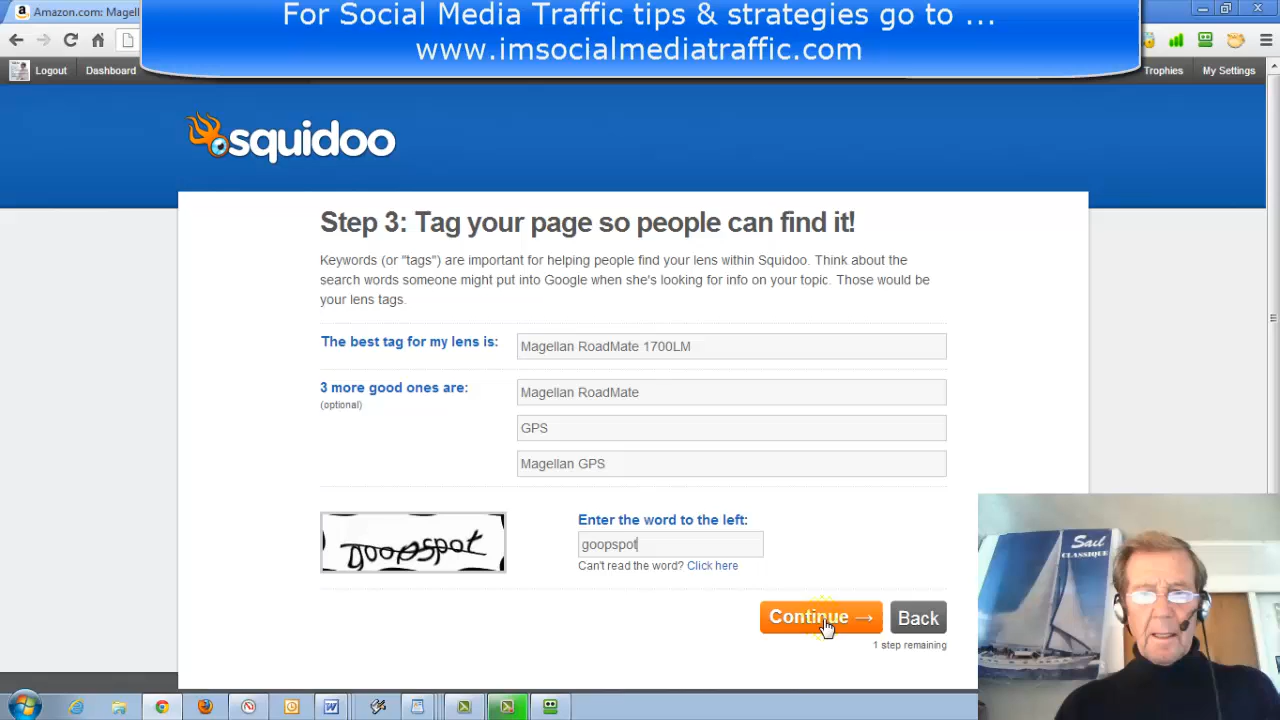 For Social Media Traffic tips & strategies go to ...
www.imsocialmediatraffic.com
Amazon.com: Magell
Logout
Dashboard
Trophies
My Settings
squidoo
Step 3: Tag your page so people can find it!
Keywords (or "tags") are important for helping people find your lens within Squidoo. Think about the
search words someone might put into Google when she's looking for info on your topic. Those would be
your lens tags.
The best tag for my lens is:
Magellan RoadMate 1700LM
3 more good ones are:
(optional)
Magellan RoadMate
GPS
Magellan GPS
goopspot
Enter the word to the left:
goopspot
Can't read the word? Click here
Continue →
Back
1 step remaining
Sail
CLASSIQUE